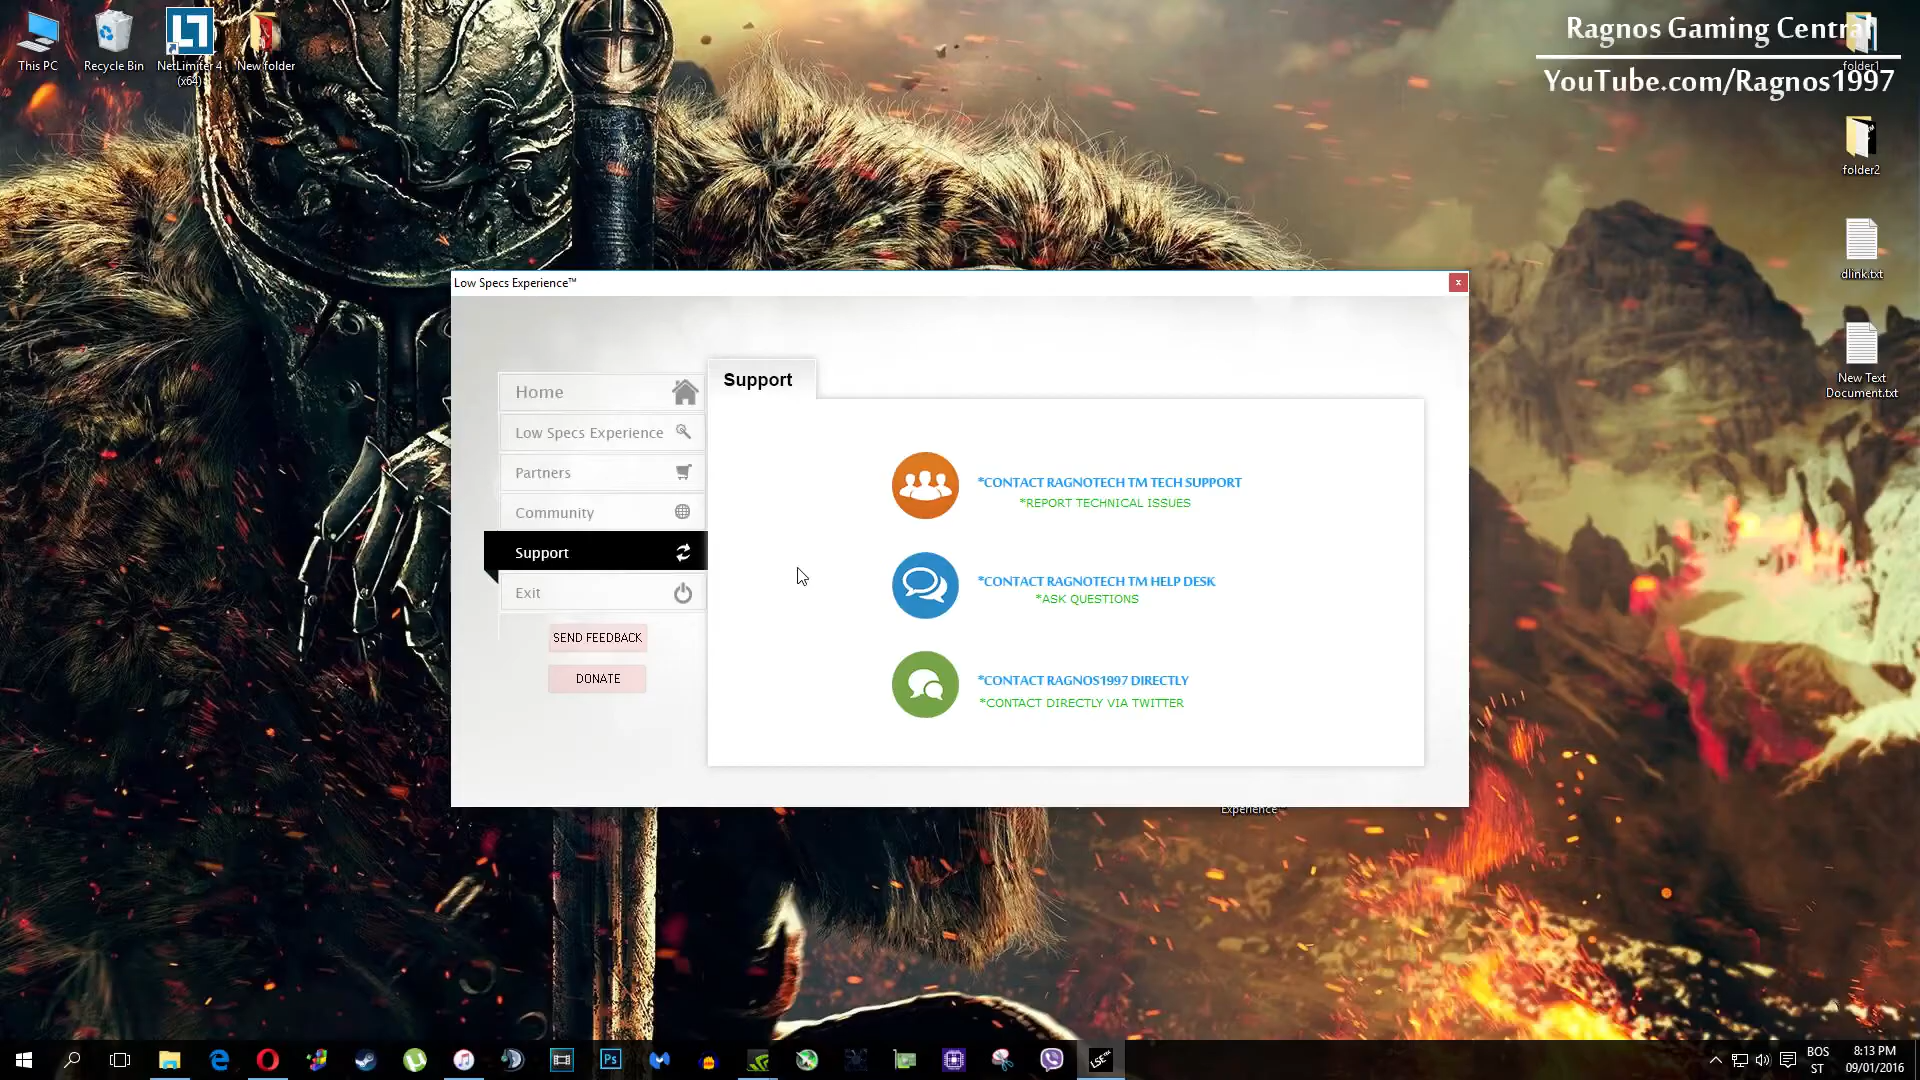 This PC
Recycle Bin
NetLimiter 4
(x64)
New folder
Ragnos Gaming Central
YouTube.com/Ragnos1997
folder1
folder2
dlink.txt
New Text
Document.txt
Low Specs Experience™
x
Home
Low Specs Experience
Partners
Community
Support
Exit
SEND FEEDBACK
DONATE
Support
*CONTACT RAGNOTECH TM TECH SUPPORT
*REPORT TECHNICAL ISSUES
*CONTACT RAGNOTECH TM HELP DESK
*ASK QUESTIONS
*CONTACT RAGNOS1997 DIRECTLY
*CONTACT DIRECTLY VIA TWITTER
Experience™
Ps
LSE™
BOS
ST
8:13 PM
09/01/2016